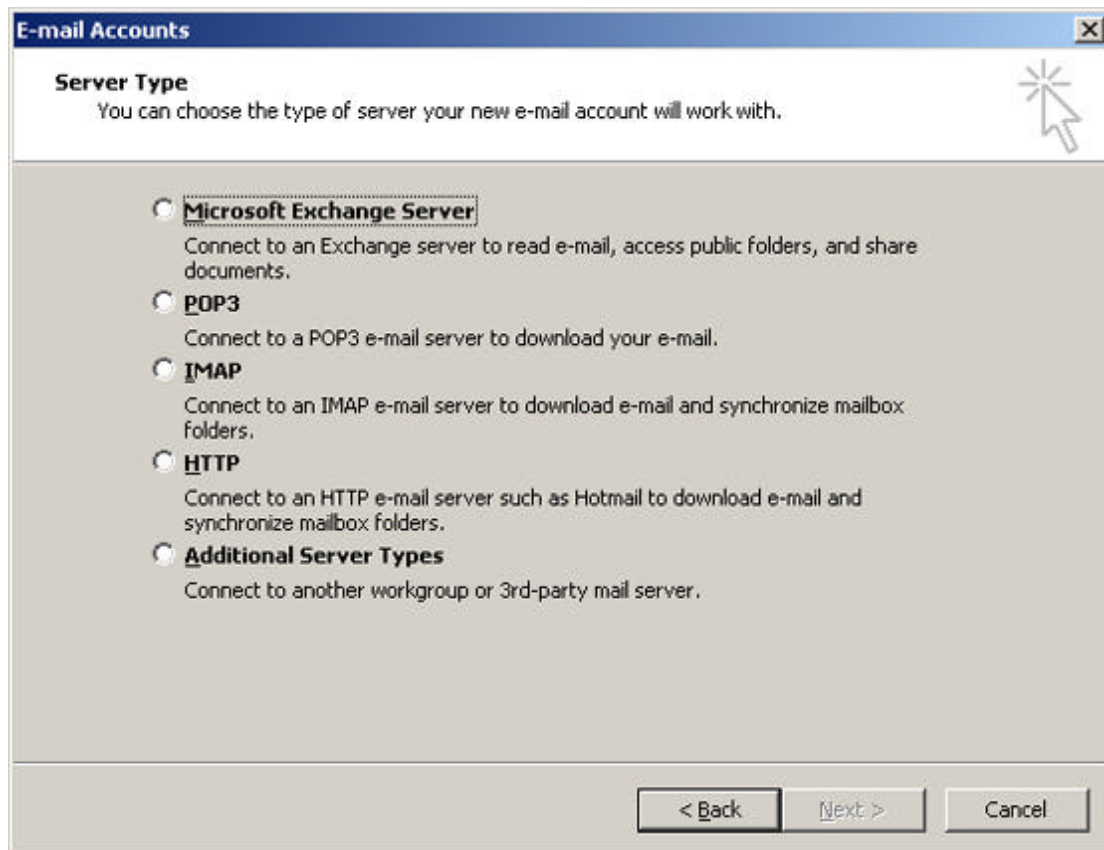 E-mail Accounts
Server Type
You can choose the type of server your new e-mail account will work with.
Microsoft Exchange Server
Connect to an Exchange server to read e-mail, access public folders, and share
documents.
POP3
Connect to a POP3 e-mail server to download your e-mail.
IMAP
Connect to an IMAP e-mail server to download e-mail and synchronize mailbox
folders.
HTTP
Connect to an HTTP e-mail server such as Hotmail to download e-mail and
synchronize mailbox folders.
Additional Server Types
Connect to another workgroup or 3rd-party mail server.
< Back Next > Cancel